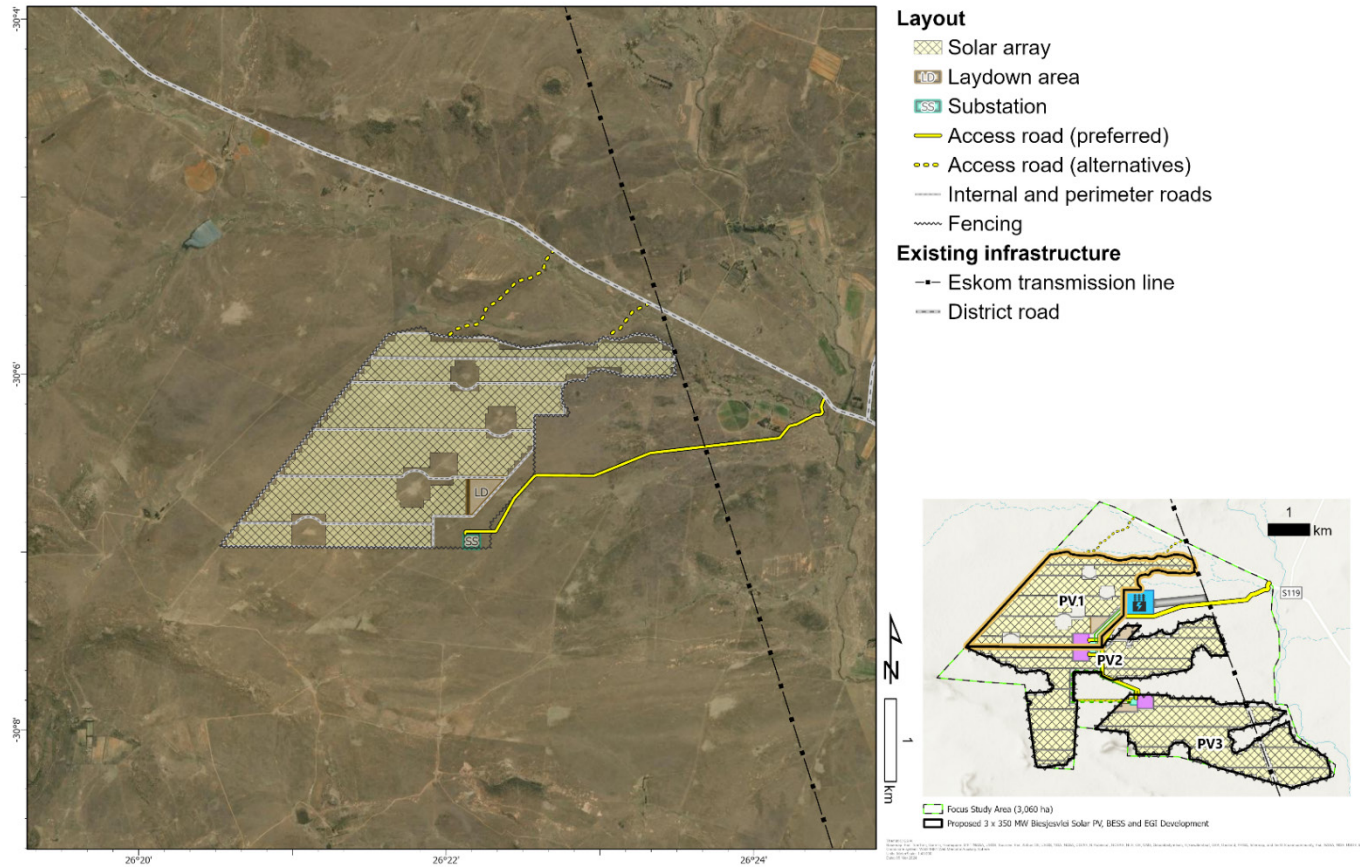 -30°4'
-30°6'
-30°8'
26°20'
26°22'
26°24'
LD
SS
N
1
km
Layout
Solar array
LD Laydown area
SS Substation
Access road (preferred)
Access road (alternatives)
Internal and perimeter roads
Fencing
Existing infrastructure
Eskom transmission line
District road
1
km
S119
PV1
PV2
PV3
Focus Study Area (3,060 ha)
Proposed 3 x 350 MW Biesjesvlei Solar PV, BESS and EGI Development